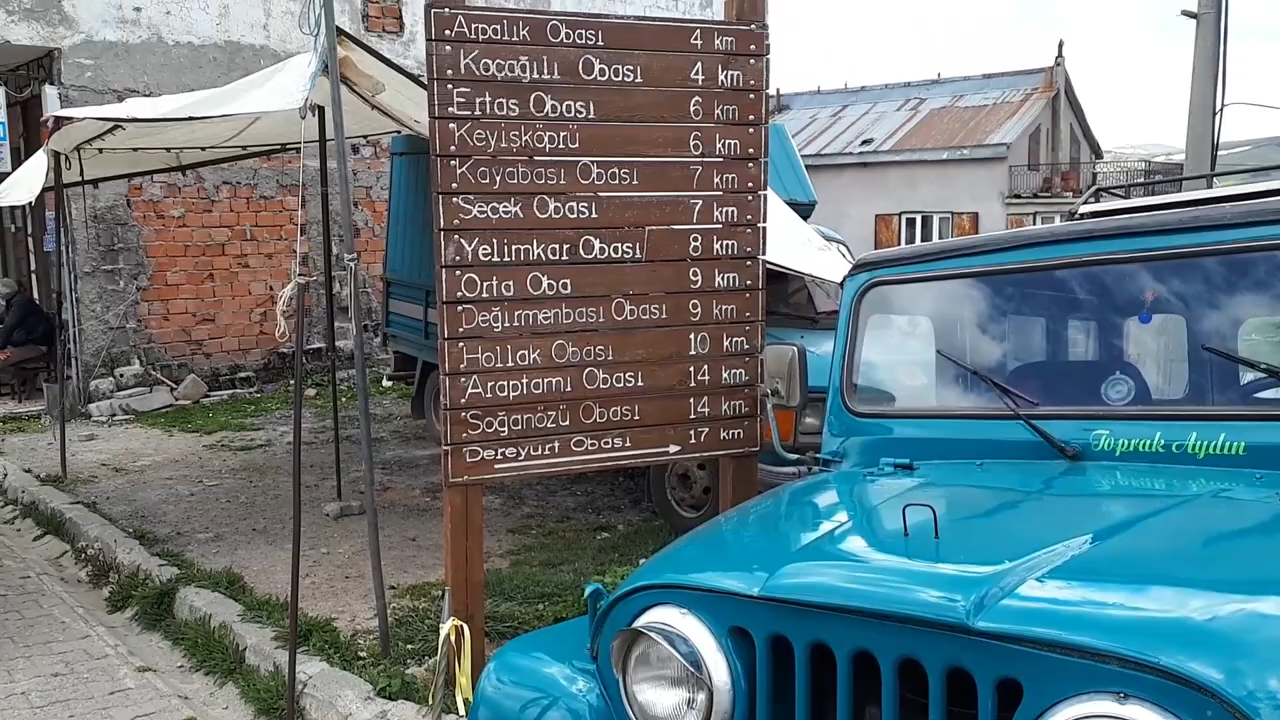 Arpalık Obası 4 km
Koçağılı Obası 4 km
Ertaş Obası 6 km
Keyişköprü 6 km
Kayabası Obası 7 km
Seçek Obası 7 km
Yelimkar Obası 8 km
Orta Oba 9 km
Değirmenbası Obası 9 km
Hollak Obası 10 km
Araptamı Obası 14 km
Soğanözü Obası 14 km
Dereyurt Obası 17 km
Toprak Aydın